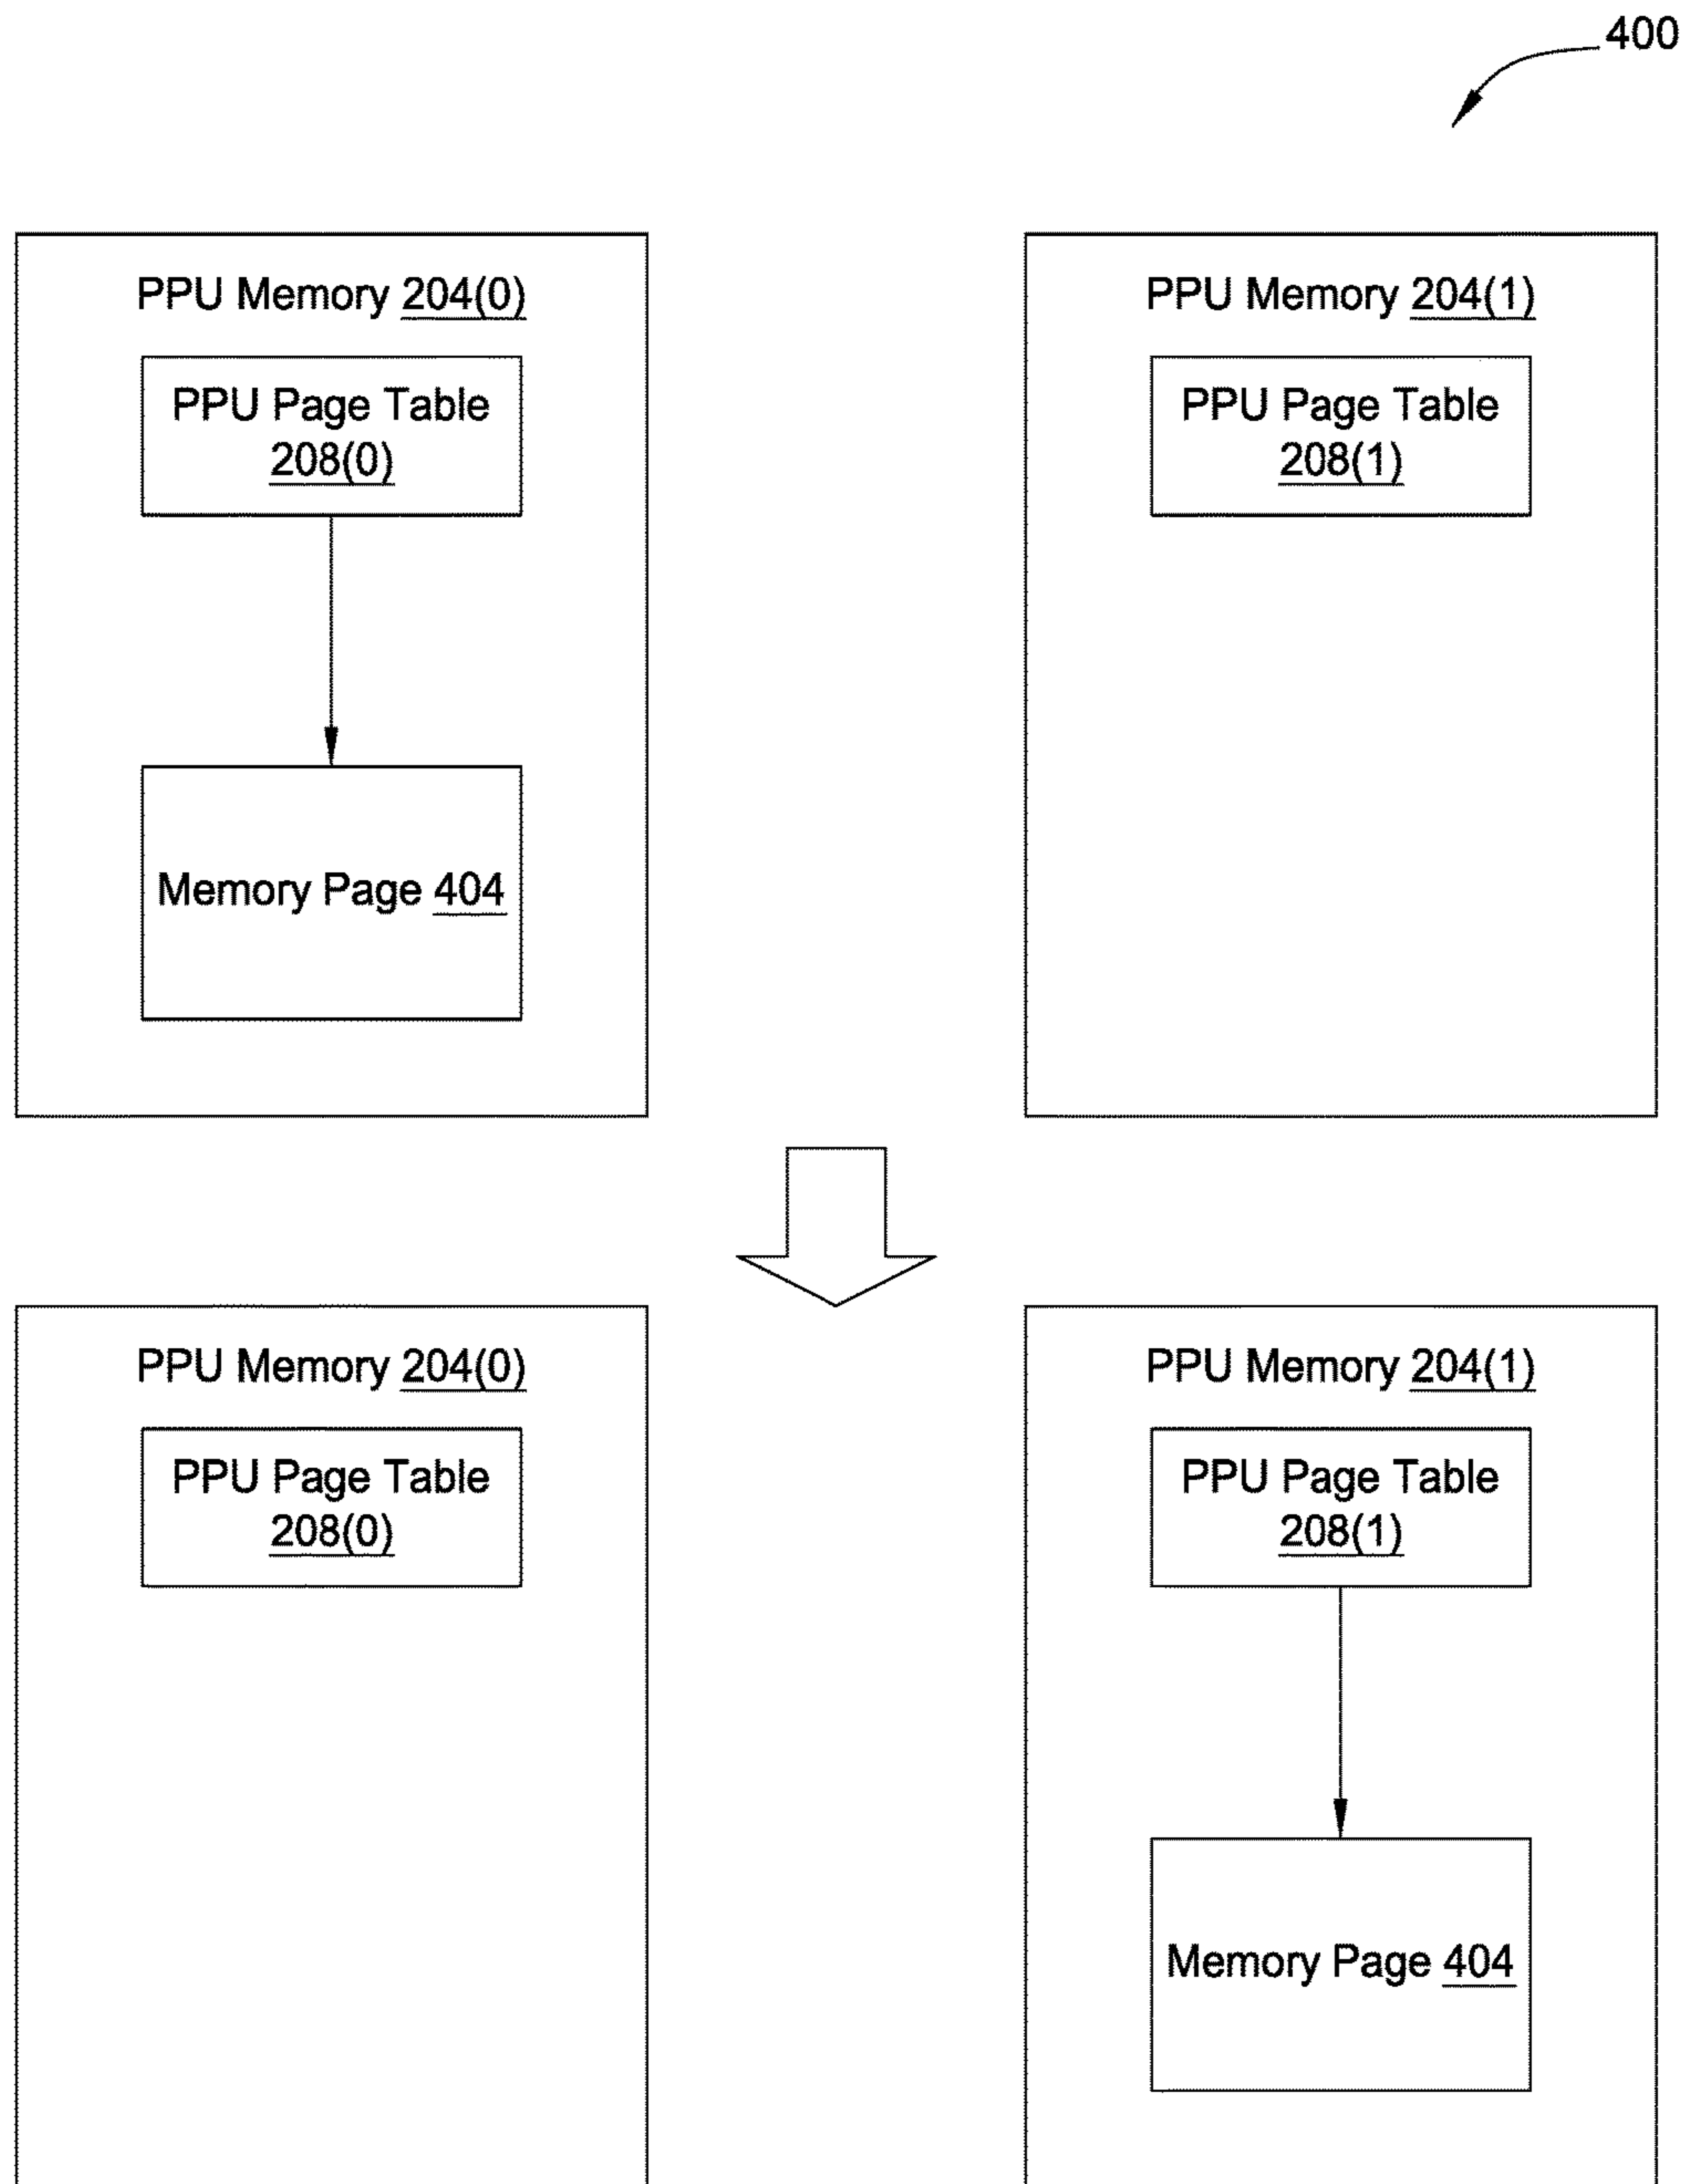 400
PPU Memory 204(0)
PPU Page Table
208(0)
Memory Page 404
PPU Memory 204(1)
PPU Page Table
208(1)
PPU Memory 204(0)
PPU Page Table
208(0)
PPU Memory 204(1)
PPU Page Table
208(1)
Memory Page 404